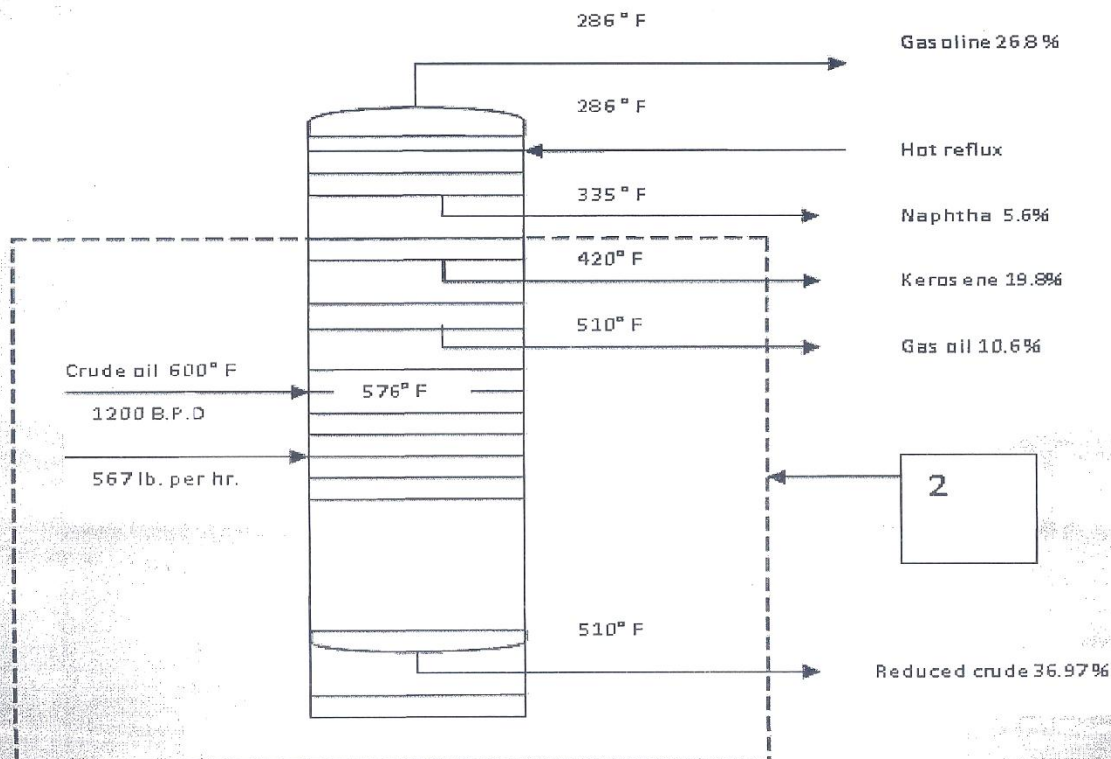 286° F
Gasoline 26.8%
286° F
Hot reflux
335° F
Naphtha 5.6%
420° F
Kerosene 19.8%
510° F
Gas oil 10.6%
Crude oil 600° F
576° F
1200 B.P.D
567 lb. per hr.
2
510° F
Reduced crude 36.97%